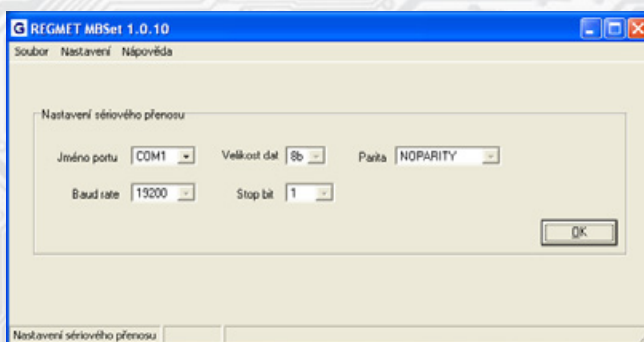 REGMET MBSet 1.0.10
Soubor Nastavení Nápověda
Nastavení sériového přenosu
Jméno portu COM1 Velikost dat 8b Parita NOPARITY
Baud rate 19200 Stop bit 1
OK
Nastavení sériového přenosu